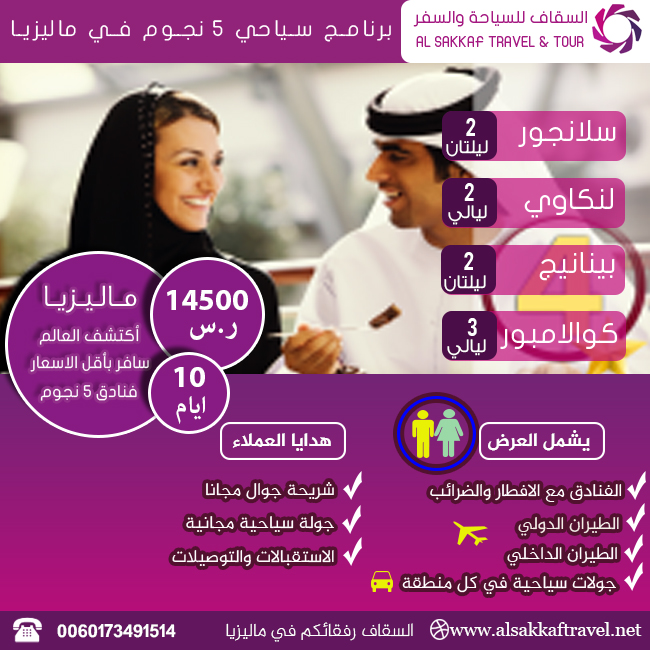 السقاف للسياحة والسفر
AL SAKKAF TRAVEL & TOUR
برنامج سياحي 5 نجوم في ماليزيا
سلانجور
2
ليلتان
لنكاوي
2
ليالي
بينانيج
2
ليلتان
كوالامبور
3
ليالي
4
14500
ر.س
10
ايام
ماليزيا
أكتشف العالم
سافر بأقل الاسعار
فنادق 5 نجوم
يشمل العرض
الفنادق مع الافطار والضرائب
الطيران الدولي
الطيران الداخلي
جولات سياحية في كل منطقة
هدايا العملاء
شريحة جوال مجانا
جولة سياحية مجانية
الاستقبالات والتوصيلات
www.alsakkaftravel.net
السقاف رفقائكم في ماليزيا
0060173491514